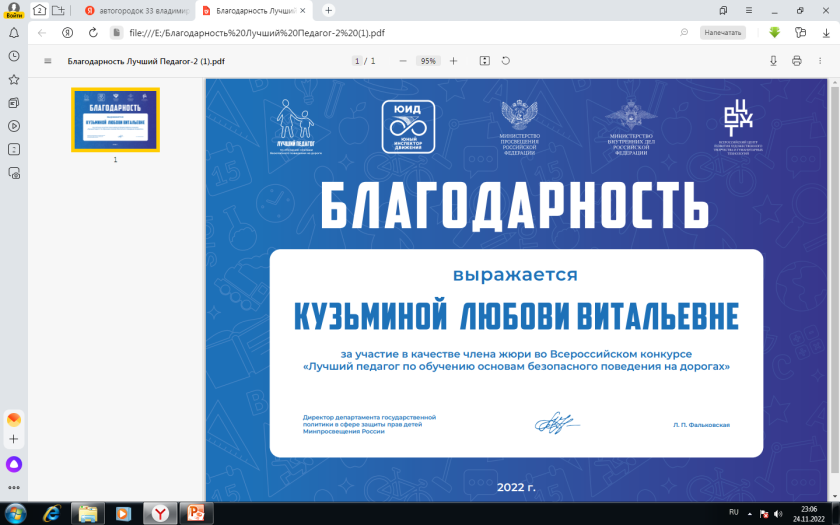 Войти
2
автогородок 33 владимир
Благодарность Лучший
file:///E:/Благодарность%20Лучший%20Педагог-2%20(1).pdf
Напечатать
Благодарность Лучший Педагог-2 (1).pdf
1 / 1
95%
1
ЛУЧШИЙ ПЕДАГОГ
ЮИД
ЮНЫЙ
ИНСПЕКТОР
ДВИЖЕНИЯ
МИНИСТЕРСТВО
ПРОСВЕЩЕНИЯ
РОССИЙСКОЙ
ФЕДЕРАЦИИ
МИНИСТЕРСТВО
ВНУТРЕННИХ ДЕЛ
РОССИЙСКОЙ
ФЕДЕРАЦИИ
БЛАГОДАРНОСТЬ
выражается
КУЗЬМИНОЙ ЛЮБОВИ ВИТАЛЬЕВНЕ
за участие в качестве члена жюри во Всероссийском конкурсе
«Лучший педагог по обучению основам безопасного поведения на дорогах»
Директор департамента государственной
политики в сфере защиты прав детей
Минпросвещения России
Л. П. Фальковская
2022 г.
RU
23:06
24.11.2022